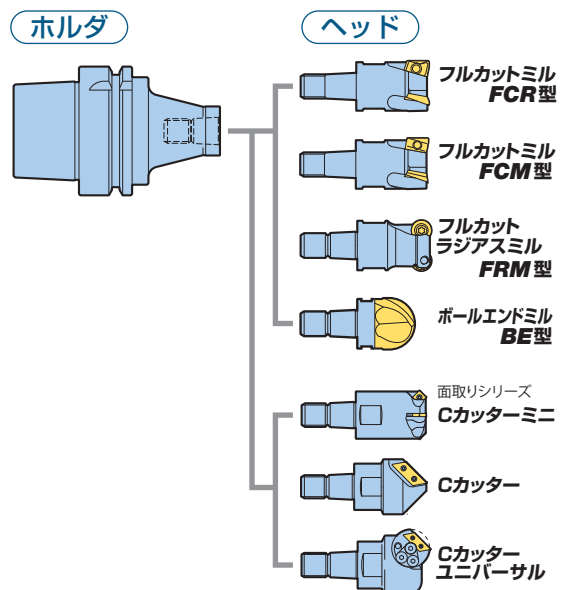 ホルダ
ヘッド
フルカットミル
FCR型
フルカットミル
FCM型
フルカット
ラジアスミル
FRM型
ボールエンドミル
BE型
面取りシリーズ
Cカッターミニ
Cカッター
Cカッター
ユニバーサル